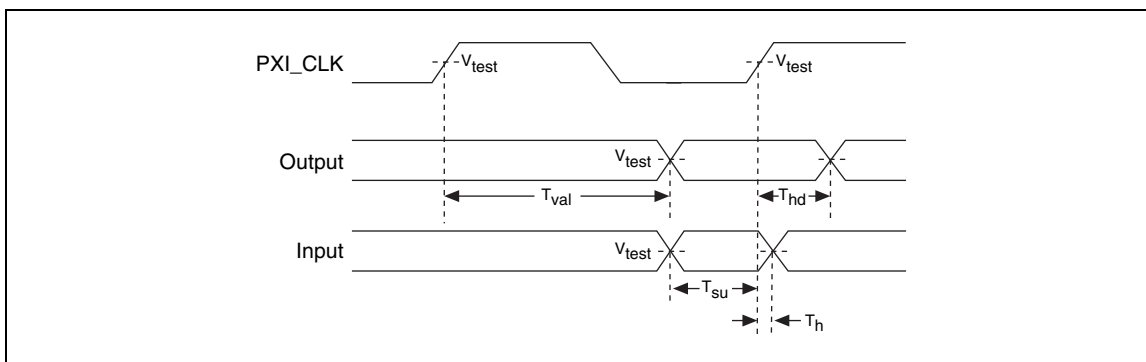 PXI_CLK
Vtest
Vtest
Output
Vtest
Tval
Thd
Input
Vtest
Tsu
Th